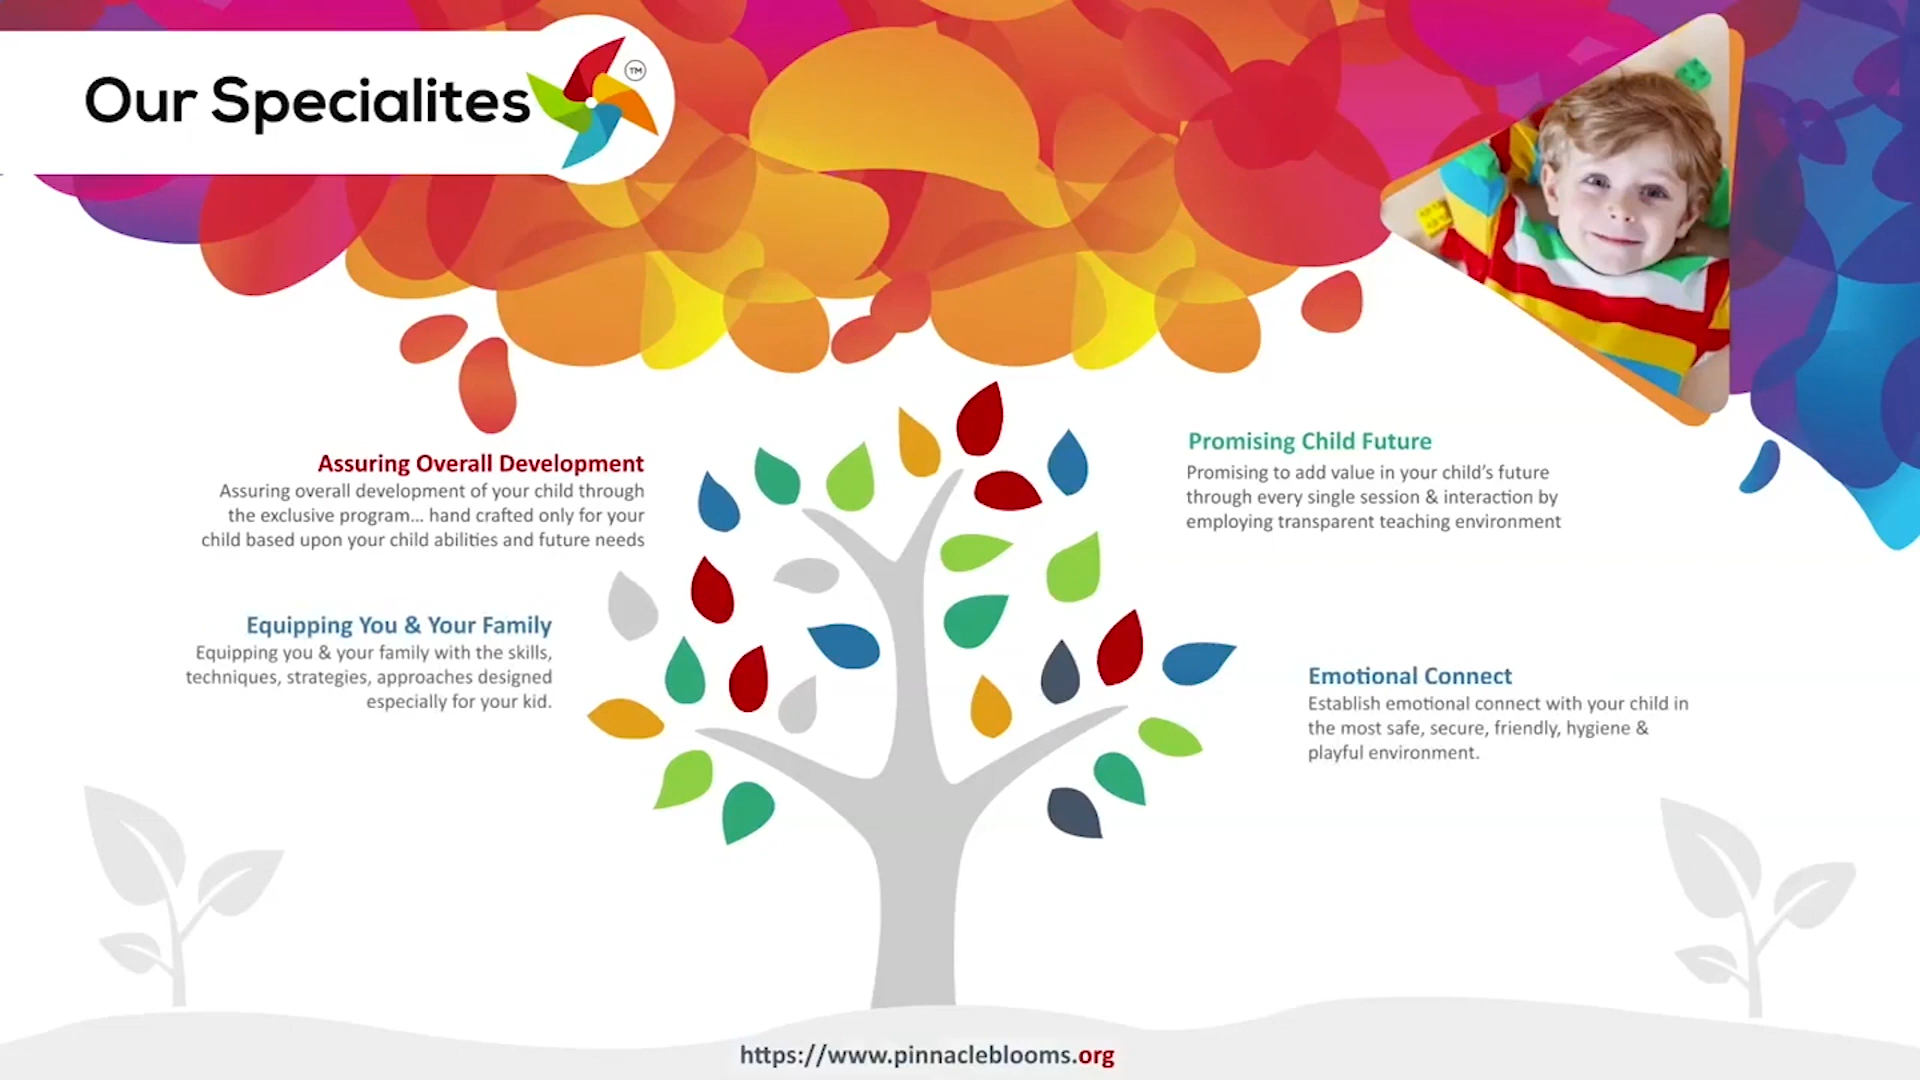 Our Specialites
TM
Assuring Overall Development
Assuring overall development of your child through
the exclusive program... hand crafted only for your
child based upon your child abilities and future needs
Equipping You & Your Family
Equipping you & your family with the skills,
techniques, strategies, approaches designed
especially for your kid.
Promising Child Future
Promising to add value in your child's future
through every single session & interaction by
employing transparent teaching environment
Emotional Connect
Establish emotional connect with your child in
the most safe, secure, friendly, hygiene &
playful environment.
https://www.pinnacleblooms.org